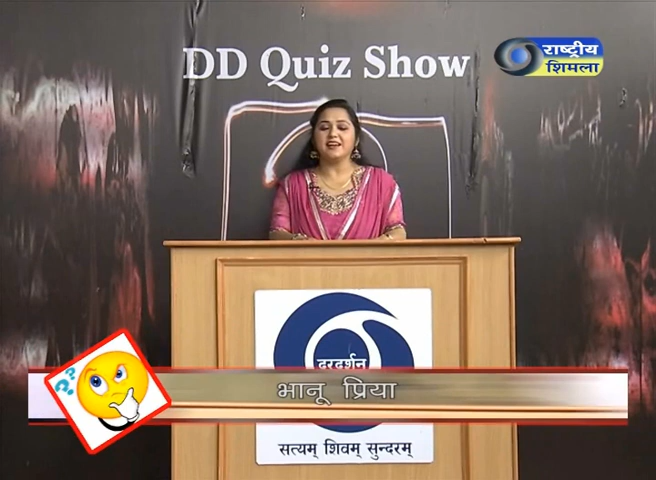 DD Quiz Show
राष्ट्रीय
शिमला
दूरदर्शन
भानू प्रिया
सत्यम् शिवम् सुन्दरम्